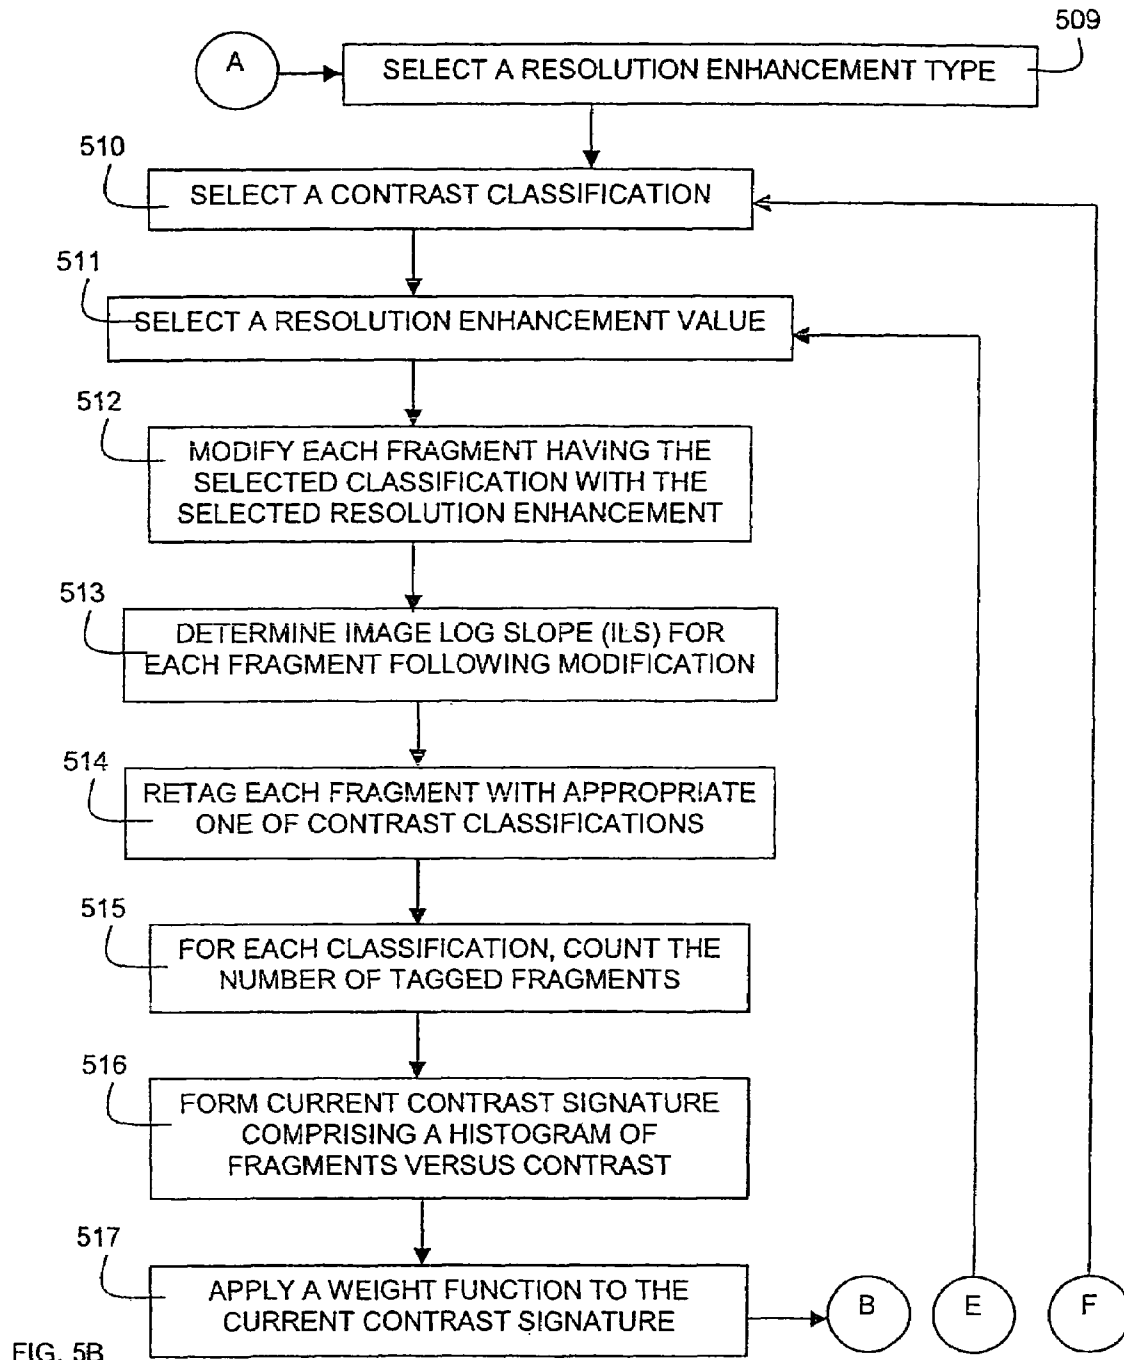 509
A
SELECT A RESOLUTION ENHANCEMENT TYPE
510
SELECT A CONTRAST CLASSIFICATION
511
SELECT A RESOLUTION ENHANCEMENT VALUE
512
MODIFY EACH FRAGMENT HAVING THE
SELECTED CLASSIFICATION WITH THE
SELECTED RESOLUTION ENHANCEMENT
513
DETERMINE IMAGE LOG SLOPE (ILS) FOR
EACH FRAGMENT FOLLOWING MODIFICATION
514
RETAG EACH FRAGMENT WITH APPROPRIATE
ONE OF CONTRAST CLASSIFICATIONS
515
FOR EACH CLASSIFICATION, COUNT THE
NUMBER OF TAGGED FRAGMENTS
516
FORM CURRENT CONTRAST SIGNATURE
COMPRISING A HISTOGRAM OF
FRAGMENTS VERSUS CONTRAST
517
APPLY A WEIGHT FUNCTION TO THE
CURRENT CONTRAST SIGNATURE
B
E
F
FIG. 5B